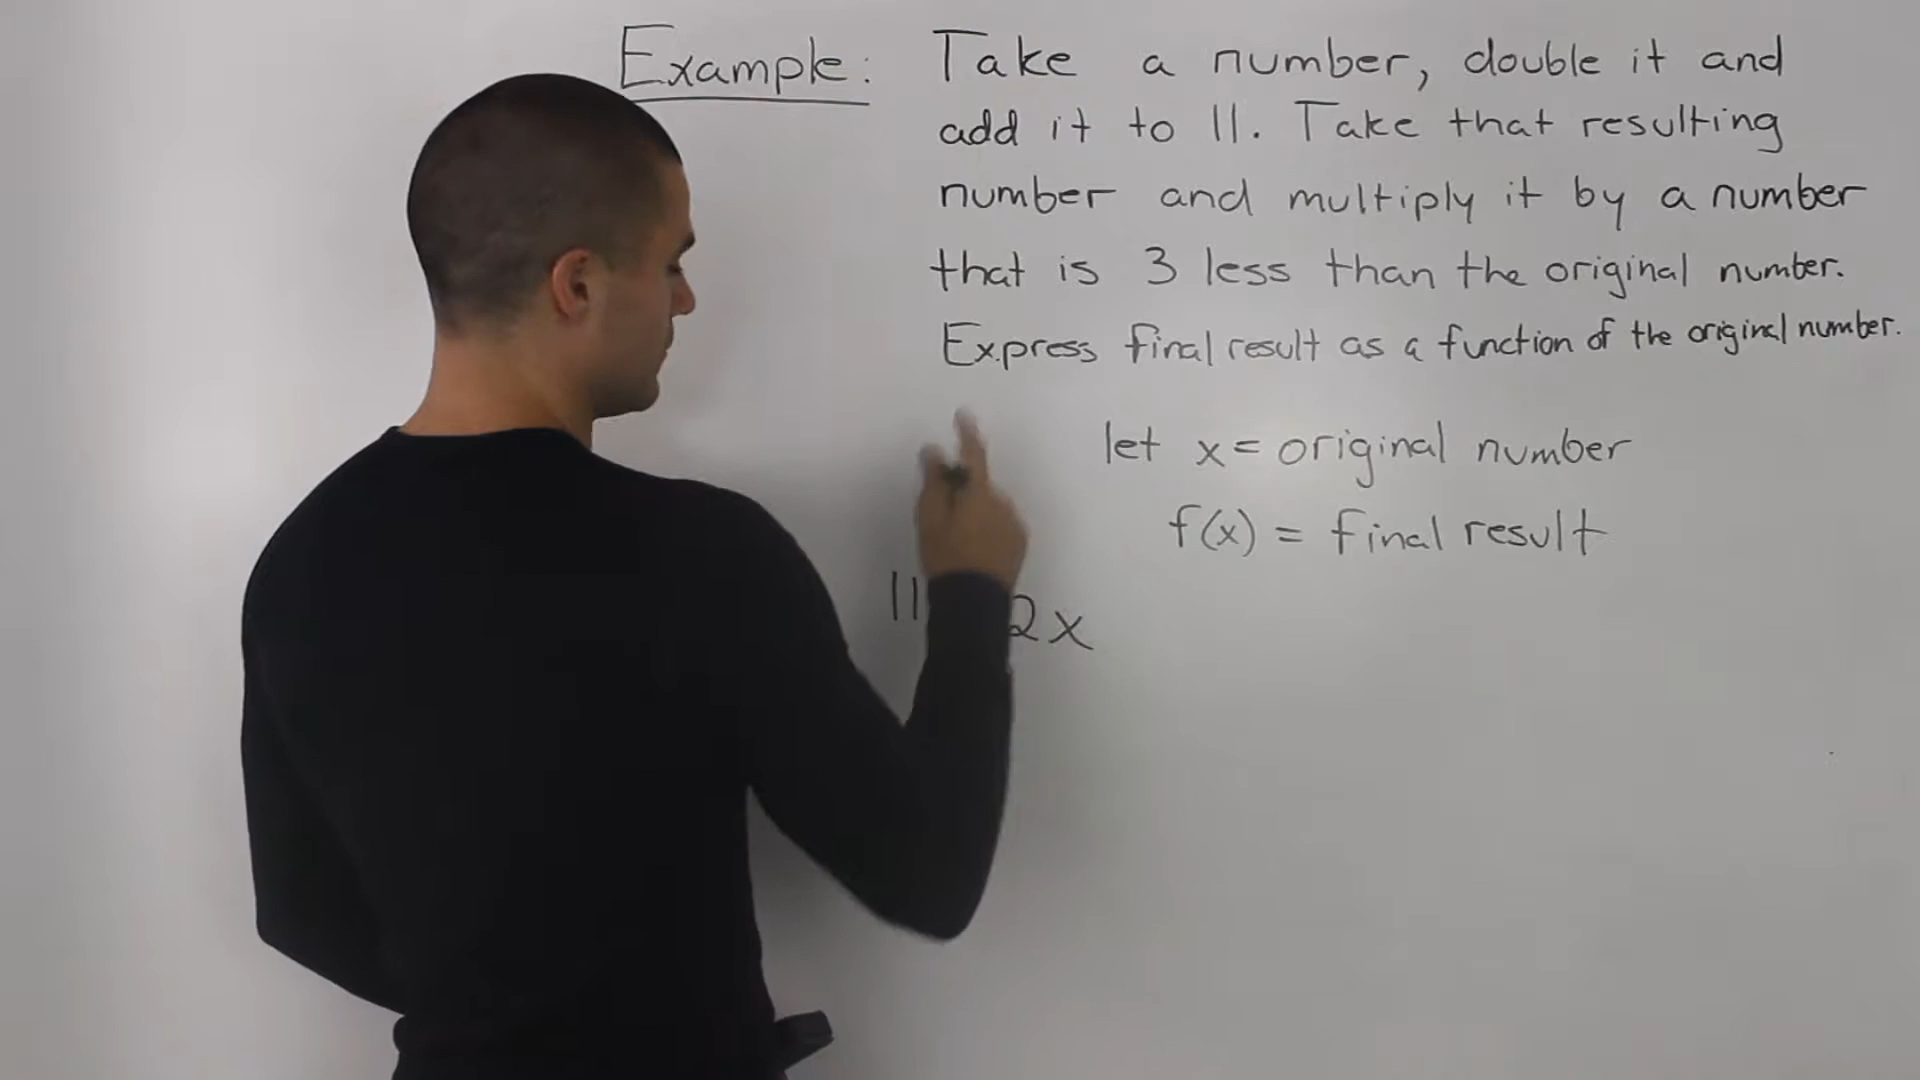 Example: Take a number, double it and
add it to 11. Take that resulting
number and multiply it by a number
that is 3 less than the original number.
Express final result as a function of the original number.
let x = original number
f(x) = final result
11 2x